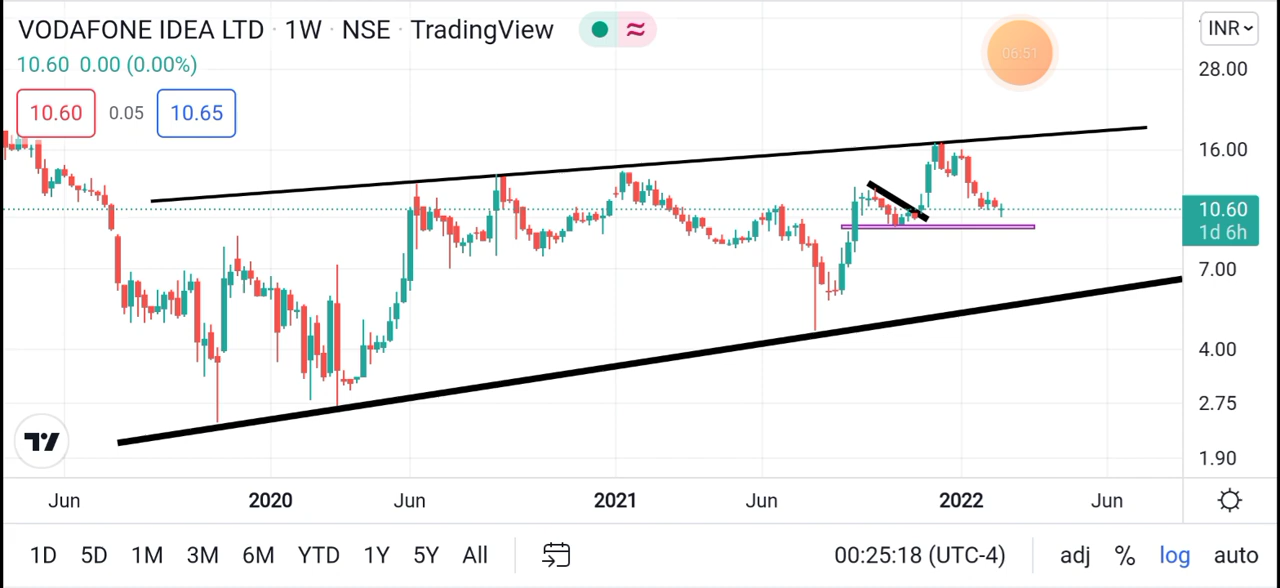 VODAFONE IDEA LTD · 1W · NSE · TradingView
INR
06:51
10.60 0.00 (0.00%)
10.60 0.05 10.65
28.00
16.00
10.60
1d 6h
7.00
4.00
2.75
1.90
Jun 2020 Jun 2021 Jun 2022 Jun
1D 5D 1M 3M 6M YTD 1Y 5Y All 00:25:18 (UTC-4) adj % log auto